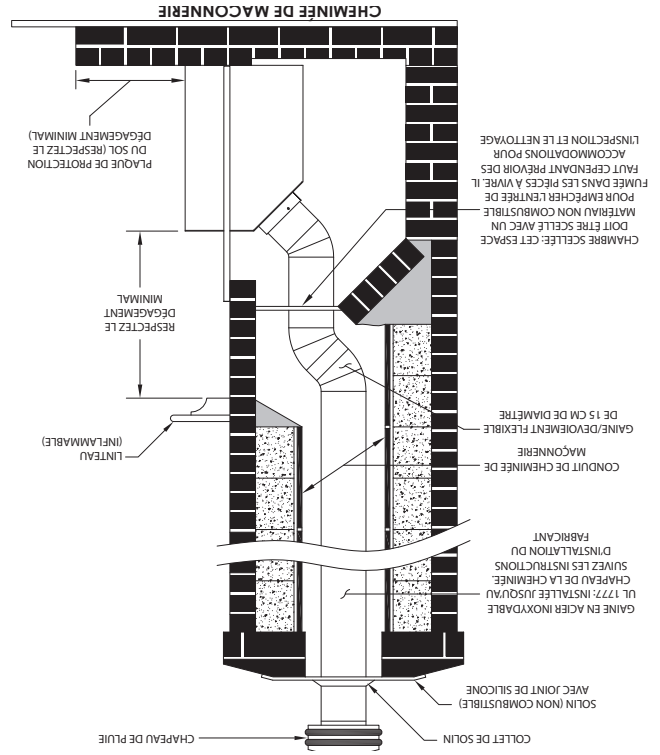 CHAPEAU DE PLUIE
COLLET DE SOLIN
SOLIN (NON COMBUSTIBLE)
AVEC JOINT DE SILICONE
GAINE EN ACIER INOXYDABLE
UL 1777: INSTALLÉE JUSQU'AU
CHAPEAU DE LA CHEMINÉE.
SUIVEZ LES INSTRUCTIONS
D'INSTALLATION DU
FABRICANT
CONDUIT DE CHEMINÉE DE
MAÇONNERIE
GAINE/DEVOIEMENT FLEXIBLE
DE 15 CM DE DIAMÈTRE
LINTEAU
(INFLAMMABLE)
RESPECTEZ LE
DÉGAGEMENT
MINIMAL
CHAMBRE SCELLÉE: CET ESPACE
DOIT ÊTRE SCELLÉ AVEC UN
MATÉRIAU NON COMBUSTIBLE
POUR EMPÊCHER L'ENTRÉE DE
FUMÉE DANS LES PIÈCES À VIVRE. IL
FAUT CEPENDANT PRÉVOIR DES
ACCOMMODATIONS POUR
L'INSPECTION ET LE NETTOYAGE
PLAQUE DE PROTECTION
DU SOL (RESPECTEZ LE
DÉGAGEMENT MINIMAL)
CHEMINÉE DE MAÇONNERIE